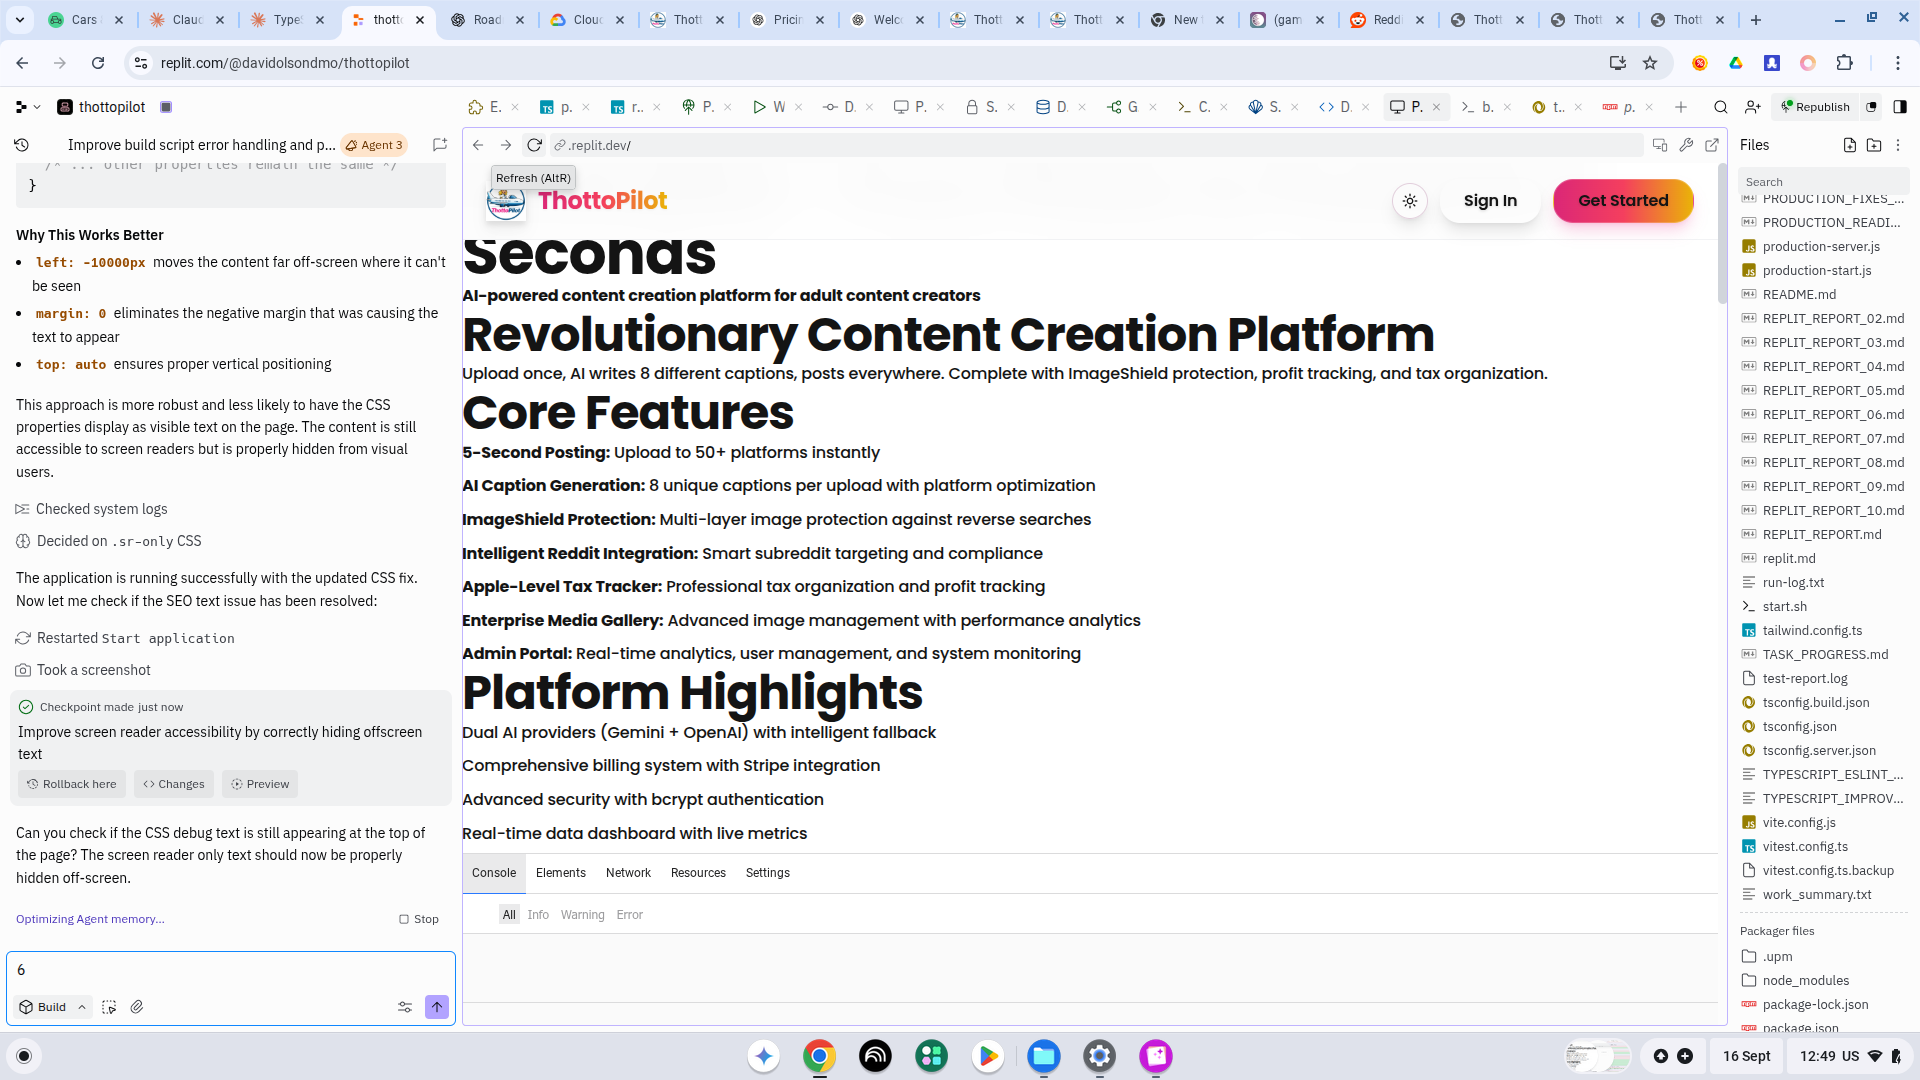 Cars
Claud
Type
thott
Road
Clou
Thott
Pricin
Welc
Thott
Thott
New
(gam
Reddi
Thott
Thott
Thott
replit.com/@davidolsondmo/thottopilot
thottopilot
E.
p.
r..
P.
W
D.
P.
S.
D.
G
C.
S.
D.
P.
b.
t..
p.
Republish
Improve build script error handling and p...
Agent 3
/* ... other properties remain the same */
}
Why This Works Better
left: -10000px moves the content far off-screen where it can't
be seen
margin: 0 eliminates the negative margin that was causing the
text to appear
top: auto ensures proper vertical positioning
This approach is more robust and less likely to have the CSS
properties display as visible text on the page. The content is still
accessible to screen readers but is properly hidden from visual
users.
Checked system logs
Decided on .sr-only CSS
The application is running successfully with the updated CSS fix.
Now let me check if the SEO text issue has been resolved:
Restarted Start application
Took a screenshot
Checkpoint made just now
Improve screen reader accessibility by correctly hiding offscreen
text
Rollback here
Changes
Preview
Can you check if the CSS debug text is still appearing at the top of
the page? The screen reader only text should now be properly
hidden off-screen.
Optimizing Agent memory...
Stop
6
Build
.replit.dev/
Refresh (AltR)
ThottoPilot
ThottoPilot
Sign In
Get Started
Seconds
AI-powered content creation platform for adult content creators
Revolutionary Content Creation Platform
Upload once, AI writes 8 different captions, posts everywhere. Complete with ImageShield protection, profit tracking, and tax organization.
Core Features
5-Second Posting: Upload to 50+ platforms instantly
AI Caption Generation: 8 unique captions per upload with platform optimization
ImageShield Protection: Multi-layer image protection against reverse searches
Intelligent Reddit Integration: Smart subreddit targeting and compliance
Apple-Level Tax Tracker: Professional tax organization and profit tracking
Enterprise Media Gallery: Advanced image management with performance analytics
Admin Portal: Real-time analytics, user management, and system monitoring
Platform Highlights
Dual AI providers (Gemini + OpenAI) with intelligent fallback
Comprehensive billing system with Stripe integration
Advanced security with bcrypt authentication
Real-time data dashboard with live metrics
Console
Elements
Network
Resources
Settings
All
Info
Warning
Error
Files
Search
PRODUCTION_FIXES_...
PRODUCTION_READI...
production-server.js
production-start.js
README.md
REPLIT_REPORT_02.md
REPLIT_REPORT_03.md
REPLIT_REPORT_04.md
REPLIT_REPORT_05.md
REPLIT_REPORT_06.md
REPLIT_REPORT_07.md
REPLIT_REPORT_08.md
REPLIT_REPORT_09.md
REPLIT_REPORT_10.md
REPLIT_REPORT.md
replit.md
run-log.txt
start.sh
tailwind.config.ts
TASK_PROGRESS.md
test-report.log
tsconfig.build.json
tsconfig.json
tsconfig.server.json
TYPESCRIPT_ESLINT_...
TYPESCRIPT_IMPROV...
vite.config.js
vitest.config.ts
vitest.config.ts.backup
work_summary.txt
Packager files
.upm
node_modules
package-lock.json
package.json
16 Sept
12:49 US